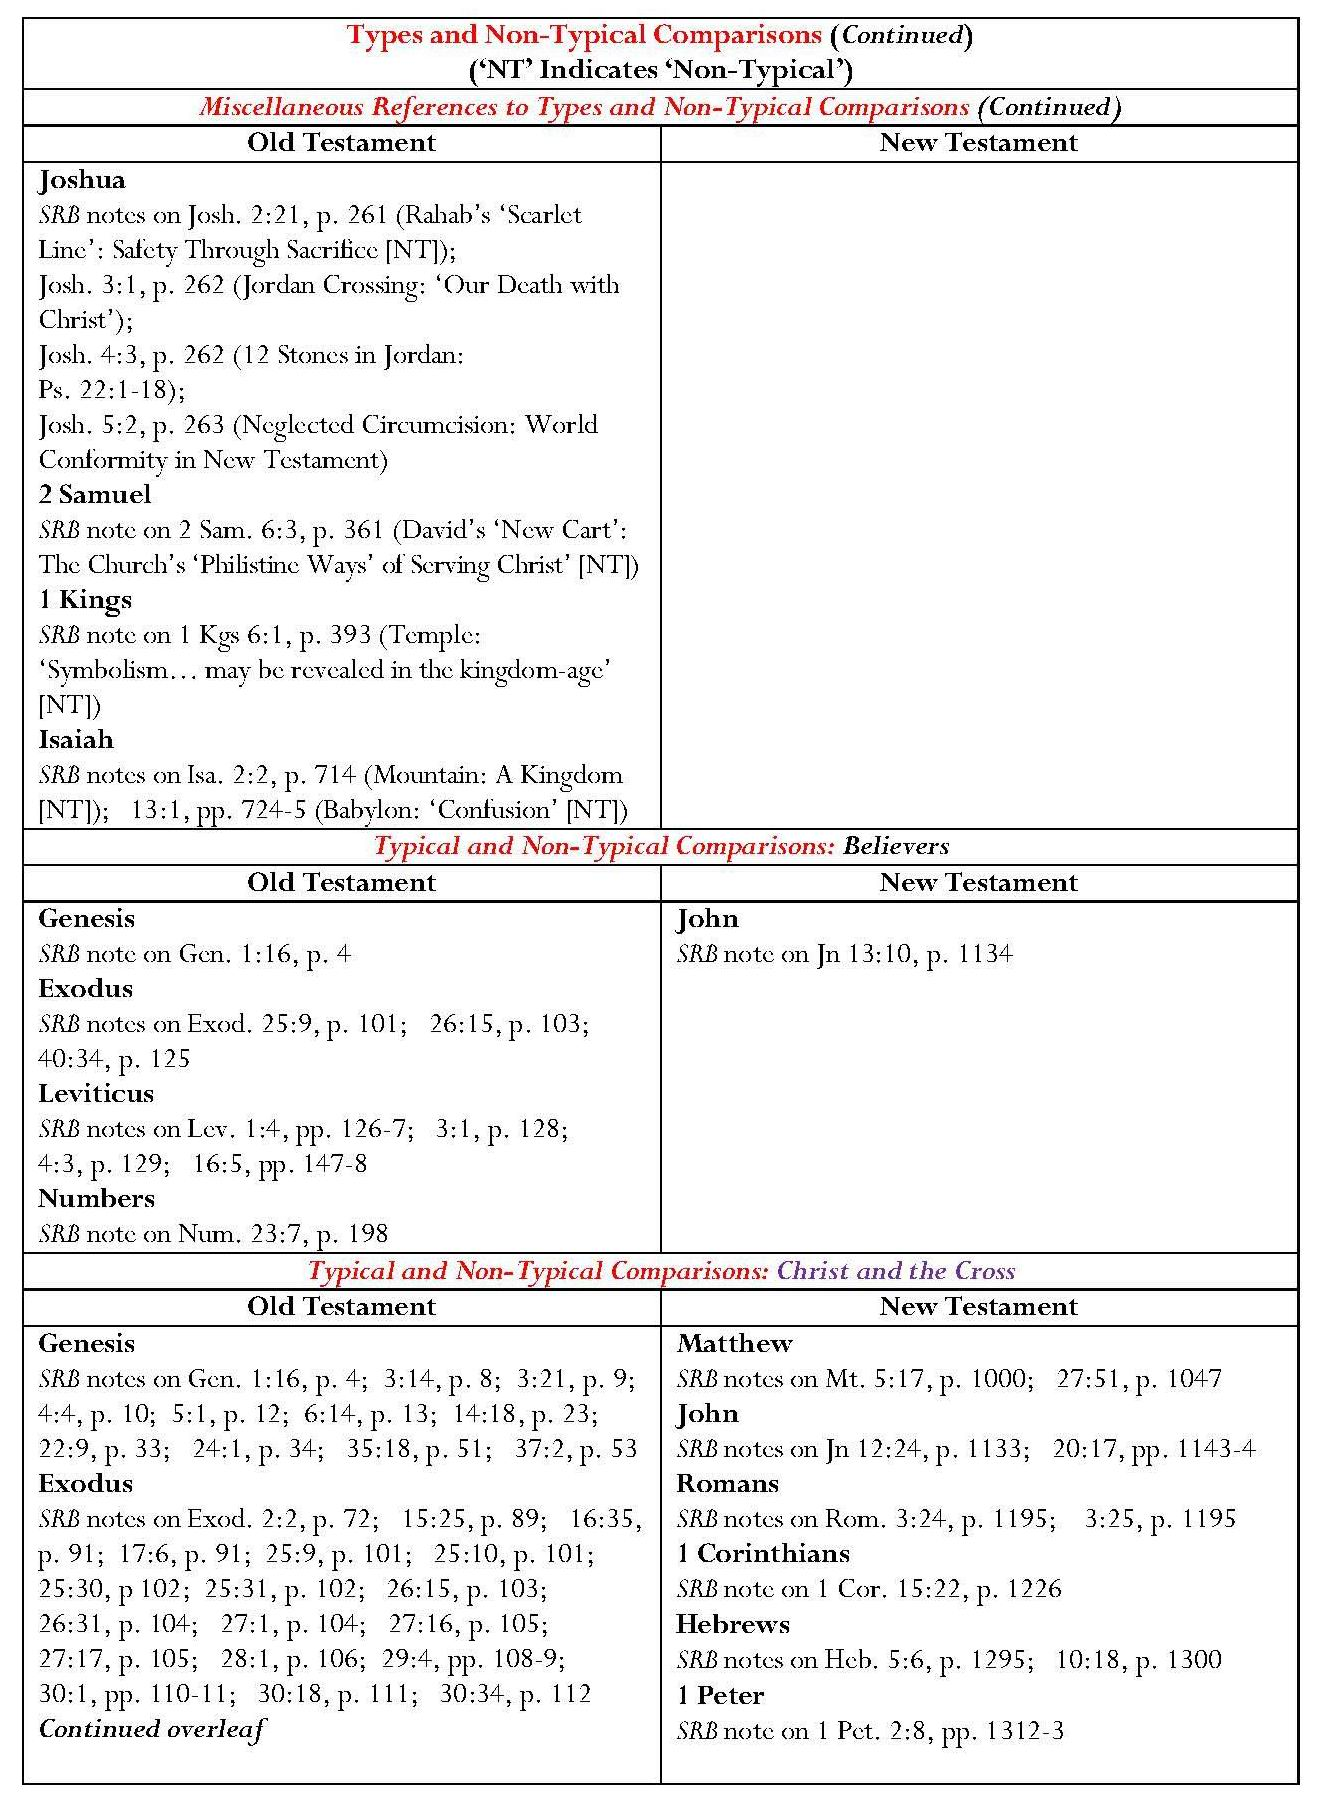 Types and Non-Typical Comparisons (Continued)
(‘NT’ Indicates ‘Non-Typical’)
Miscellaneous References to Types and Non-Typical Comparisons (Continued)
Old Testament
New Testament
Joshua
SRB notes on Josh. 2:21, p. 261 (Rahab’s ‘Scarlet
Line’: Safety Through Sacrifice [NT]);
Josh. 3:1, p. 262 (Jordan Crossing: ‘Our Death with
Christ’);
Josh. 4:3, p. 262 (12 Stones in Jordan:
Ps. 22:1-18);
Josh. 5:2, p. 263 (Neglected Circumcision: World
Conformity in New Testament)
2 Samuel
SRB note on 2 Sam. 6:3, p. 361 (David’s ‘New Cart’:
The Church’s ‘Philistine Ways’ of Serving Christ’ [NT])
1 Kings
SRB note on 1 Kgs 6:1, p. 393 (Temple:
‘Symbolism… may be revealed in the kingdom-age’
[NT])
Isaiah
SRB notes on Isa. 2:2, p. 714 (Mountain: A Kingdom
[NT]); 13:1, pp. 724-5 (Babylon: ‘Confusion’ [NT])
Typical and Non-Typical Comparisons: Believers
Old Testament
New Testament
Genesis
SRB note on Gen. 1:16, p. 4
Exodus
SRB notes on Exod. 25:9, p. 101; 26:15, p. 103;
40:34, p. 125
Leviticus
SRB notes on Lev. 1:4, pp. 126-7; 3:1, p. 128;
4:3, p. 129; 16:5, pp. 147-8
Numbers
SRB note on Num. 23:7, p. 198
John
SRB note on Jn 13:10, p. 1134
Typical and Non-Typical Comparisons: Christ and the Cross
Old Testament
New Testament
Genesis
SRB notes on Gen. 1:16, p. 4; 3:14, p. 8; 3:21, p. 9;
4:4, p. 10; 5:1, p. 12; 6:14, p. 13; 14:18, p. 23;
22:9, p. 33; 24:1, p. 34; 35:18, p. 51; 37:2, p. 53
Exodus
SRB notes on Exod. 2:2, p. 72; 15:25, p. 89; 16:35,
p. 91; 17:6, p. 91; 25:9, p. 101; 25:10, p. 101;
25:30, p 102; 25:31, p. 102; 26:15, p. 103;
26:31, p. 104; 27:1, p. 104; 27:16, p. 105;
27:17, p. 105; 28:1, p. 106; 29:4, pp. 108-9;
30:1, pp. 110-11; 30:18, p. 111; 30:34, p. 112
Continued overleaf
Matthew
SRB notes on Mt. 5:17, p. 1000; 27:51, p. 1047
John
SRB notes on Jn 12:24, p. 1133; 20:17, pp. 1143-4
Romans
SRB notes on Rom. 3:24, p. 1195; 3:25, p. 1195
1 Corinthians
SRB note on 1 Cor. 15:22, p. 1226
Hebrews
SRB notes on Heb. 5:6, p. 1295; 10:18, p. 1300
1 Peter
SRB note on 1 Pet. 2:8, pp. 1312-3